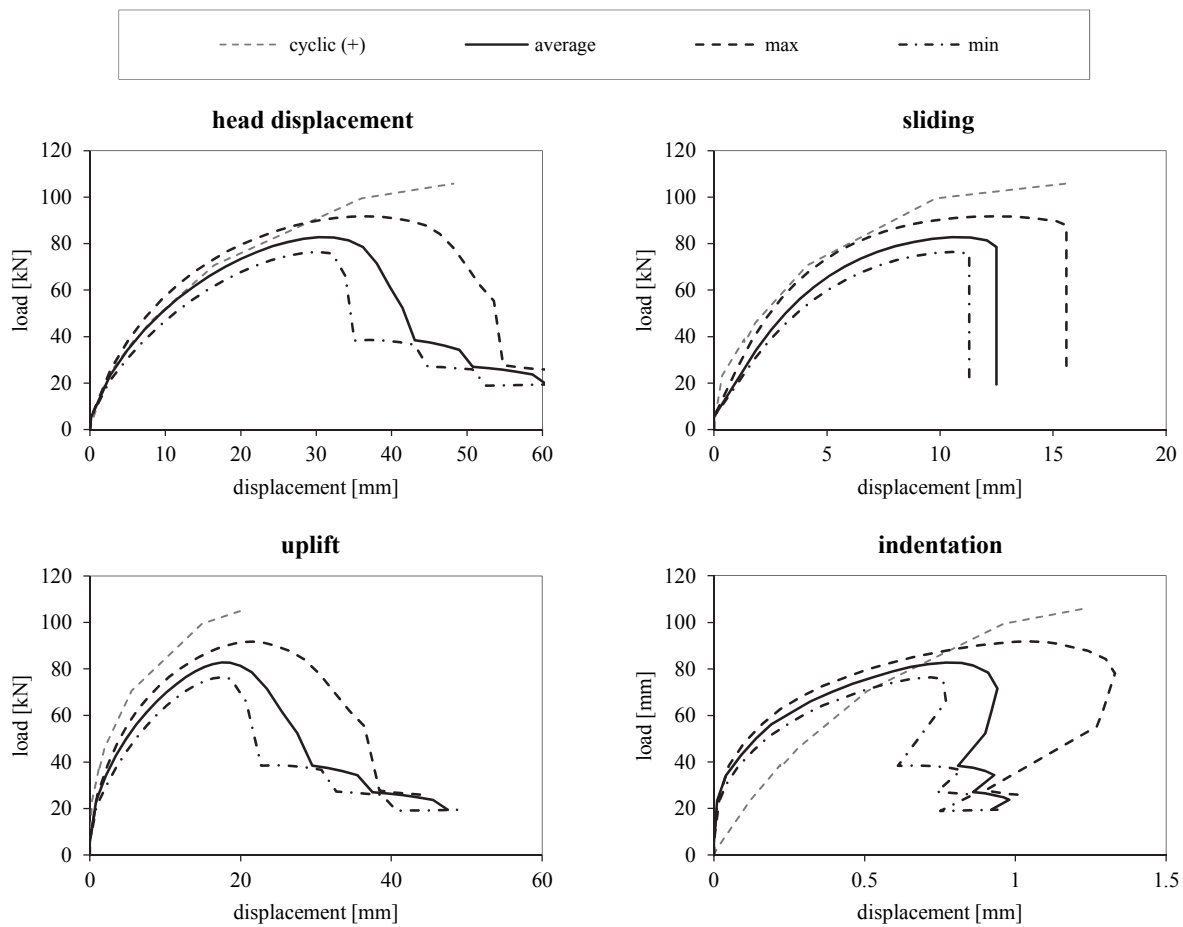 cyclic (+) average max min
head displacement
120
100
80
60
40
20
0
load [kN]
0 10 20 30 40 50 60
displacement [mm]
sliding
120
100
80
60
40
20
0
load [kN]
0 5 10 15 20
displacement [mm]
uplift
120
100
80
60
40
20
0
load [kN]
0 20 40 60
displacement [mm]
indentation
120
100
80
60
40
20
0
load [mm]
0 0.5 1 1.5
displacement [mm]